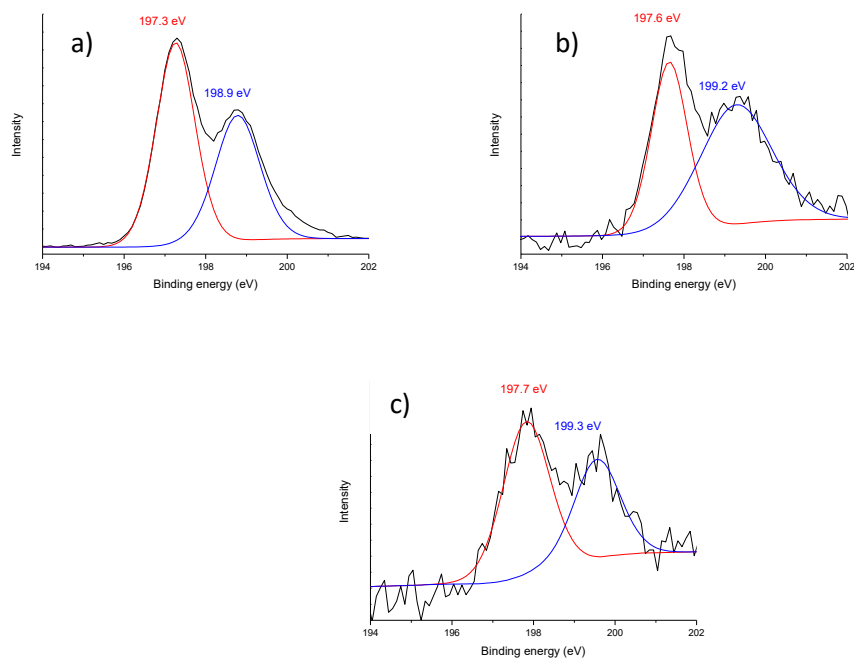 a)
197.3 eV
198.9 eV
Intensity
194 196 198 200 202
Binding energy (eV)
b)
197.6 eV
199.2 eV
Intensity
194 196 198 200 202
Binding energy (eV)
c)
197.7 eV
199.3 eV
Intensity
194 196 198 200 202
Binding energy (eV)